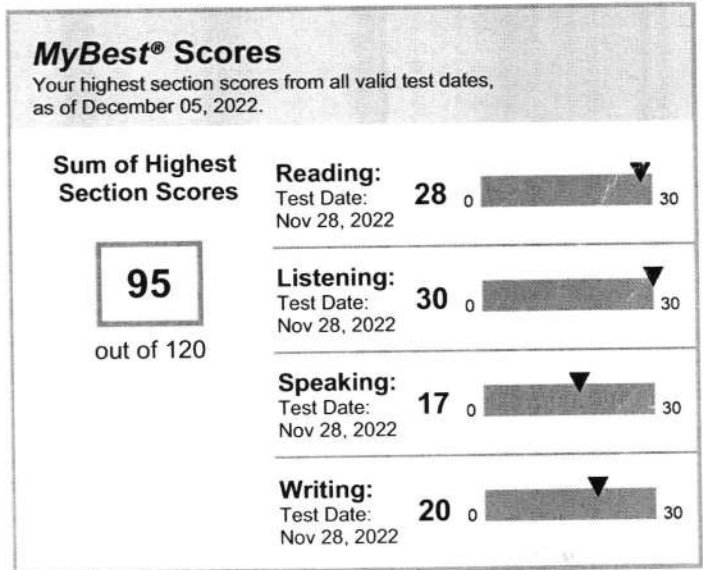 MyBest® Scores
Your highest section scores from all valid test dates,
as of December 05, 2022.
Sum of Highest
Section Scores
95
out of 120
Reading:
Test Date:
Nov 28, 2022
28
0
30
Listening:
Test Date:
Nov 28, 2022
30
0
30
Speaking:
Test Date:
Nov 28, 2022
17
0
30
Writing:
Test Date:
Nov 28, 2022
20
0
30